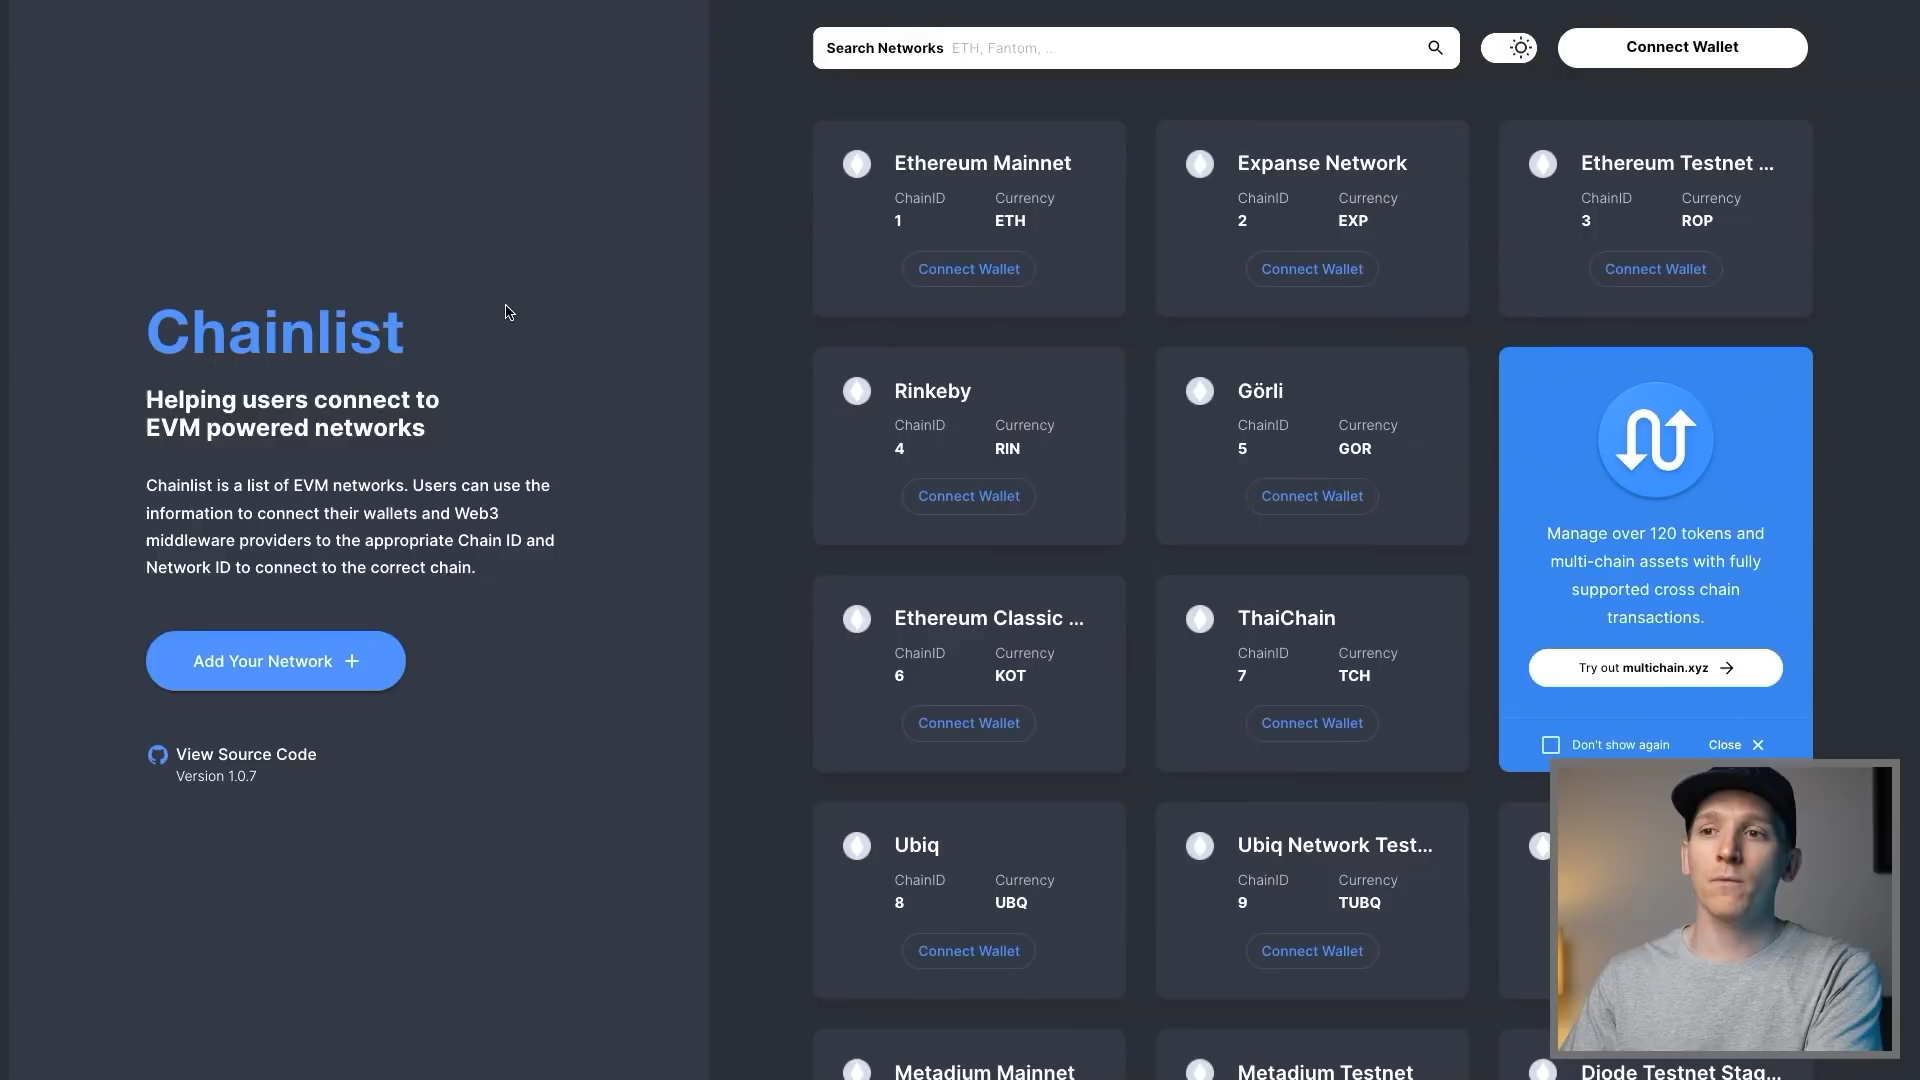 Search Networks ETH, Fantom, ...
Connect Wallet
Chainlist
Helping users connect to
EVM powered networks
Chainlist is a list of EVM networks. Users can use the
information to connect their wallets and Web3
middleware providers to the appropriate Chain ID and
Network ID to connect to the correct chain.
Add Your Network +
View Source Code
Version 1.0.7
Ethereum Mainnet
ChainID Currency
1 ETH
Connect Wallet
Expanse Network
ChainID Currency
2 EXP
Connect Wallet
Ethereum Testnet ...
ChainID Currency
3 ROP
Connect Wallet
Rinkeby
ChainID Currency
4 RIN
Connect Wallet
Görli
ChainID Currency
5 GOR
Connect Wallet
Manage over 120 tokens and
multi-chain assets with fully
supported cross chain
transactions.
Try out multichain.xyz
Don't show again Close
Ethereum Classic ...
ChainID Currency
6 KOT
Connect Wallet
ThaiChain
ChainID Currency
7 TCH
Connect Wallet
Ubiq
ChainID Currency
8 UBQ
Connect Wallet
Ubiq Network Test...
ChainID Currency
9 TUBQ
Connect Wallet
Metadium Mainnet
Metadium Testnet
Diode Testnet Stag...